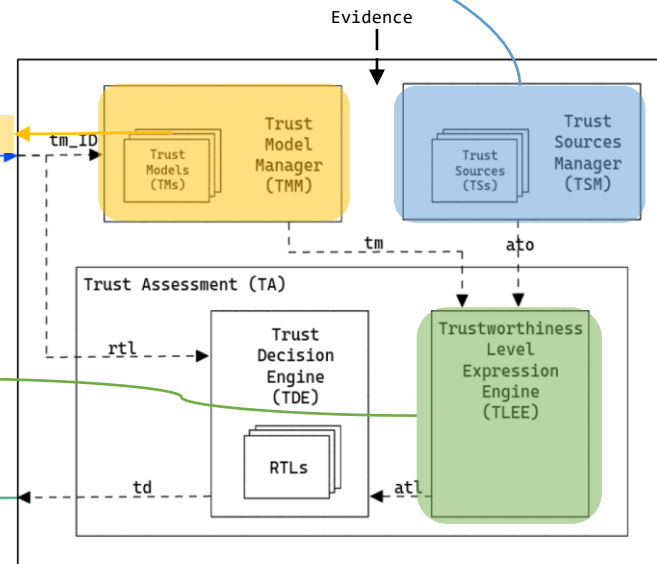 Evidence
tm_ID
Trust
Models
(TMs)
Trust
Model
Manager
(TMM)
Trust
Sources
(TSs)
Trust
Sources
Manager
(TSM)
tm
ato
Trust Assessment (TA)
rtl
Trust
Decision
Engine
(TDE)
RTLs
Trustworthiness
Level
Expression
Engine
(TLEE)
td
atl